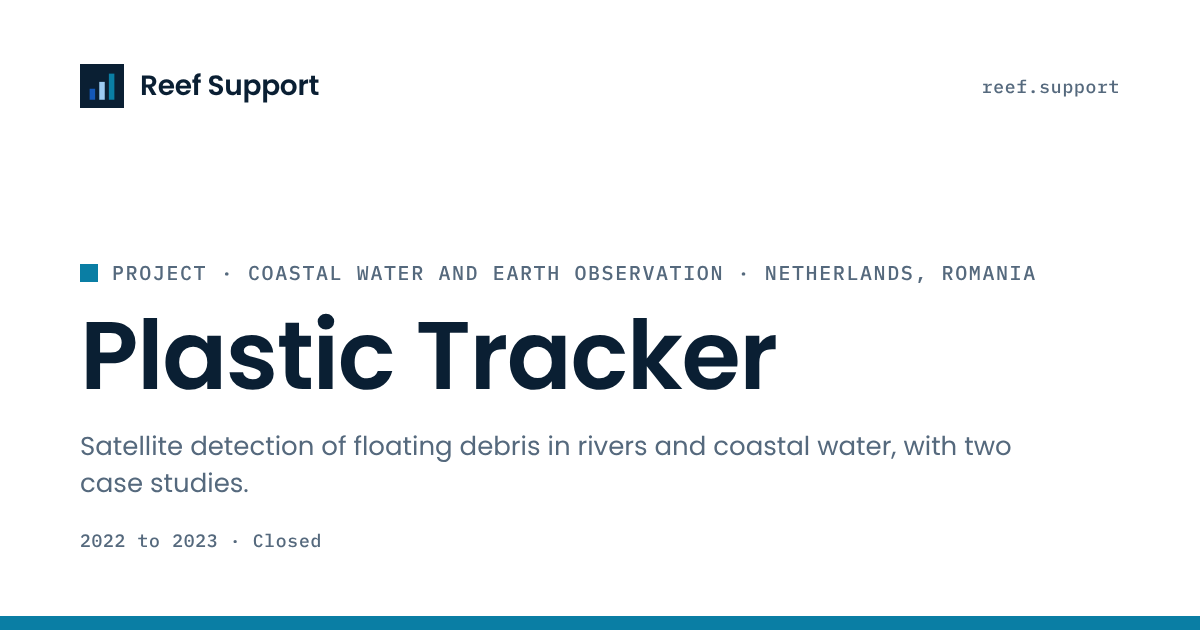 Reef Support
reef.support
PROJECT · COASTAL WATER AND EARTH OBSERVATION · NETHERLANDS, ROMANIA
Plastic Tracker
Satellite detection of floating debris in rivers and coastal water, with two
case studies.
2022 to 2023 · Closed